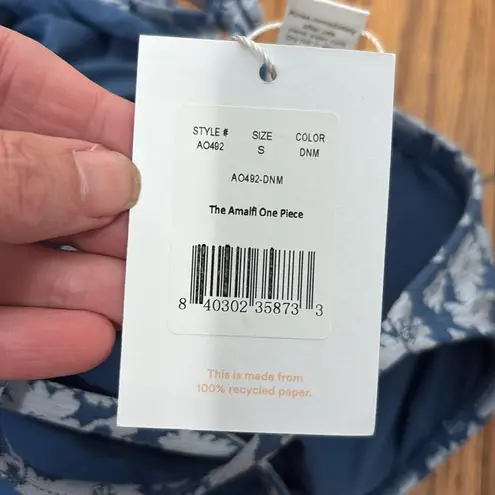 STYLE # SIZE COLOR
AO492 S DNM
AO492-DNM
The Amalfi One Piece
8 40302 35873 3
This is made from
100% recycled paper.